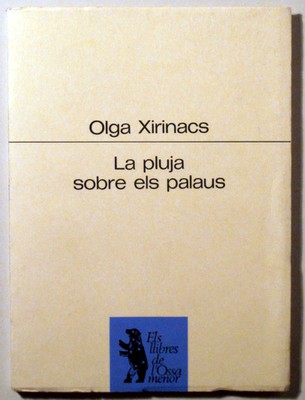 Olga Xirinacs
La pluja
sobre els palaus
Els
llibres
de
l'Ossa
menor